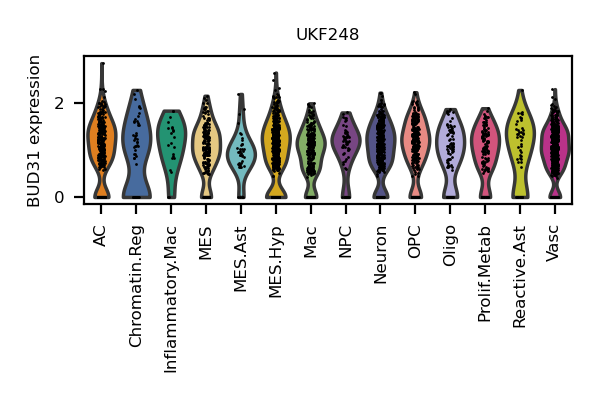 UKF248
BUD31 expression
2
0
AC
Chromatin.Reg
Inflammatory.Mac
MES
MES.Ast
MES.Hyp
Mac
NPC
Neuron
OPC
Oligo
Prolif.Metab
Reactive.Ast
Vasc